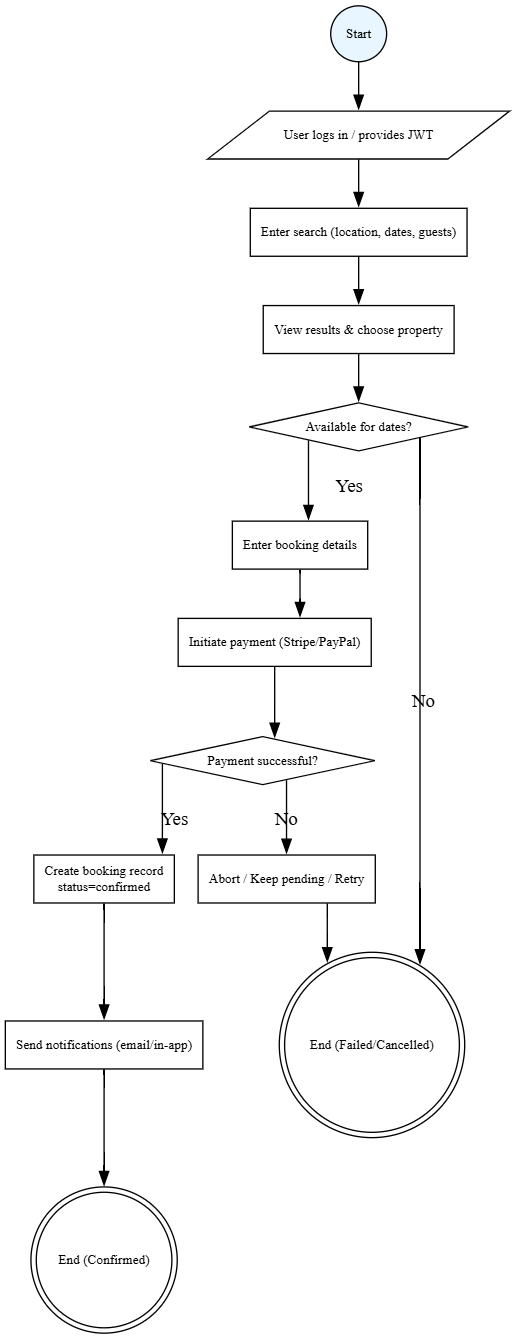 Start
User logs in / provides JWT
Enter search (location, dates, guests)
View results & choose property
Available for dates?
Yes
Enter booking details
Initiate payment (Stripe/PayPal)
No
Payment successful?
Yes
No
Create booking record
status=confirmed
Abort / Keep pending / Retry
Send notifications (email/in-app)
End (Failed/Cancelled)
End (Confirmed)